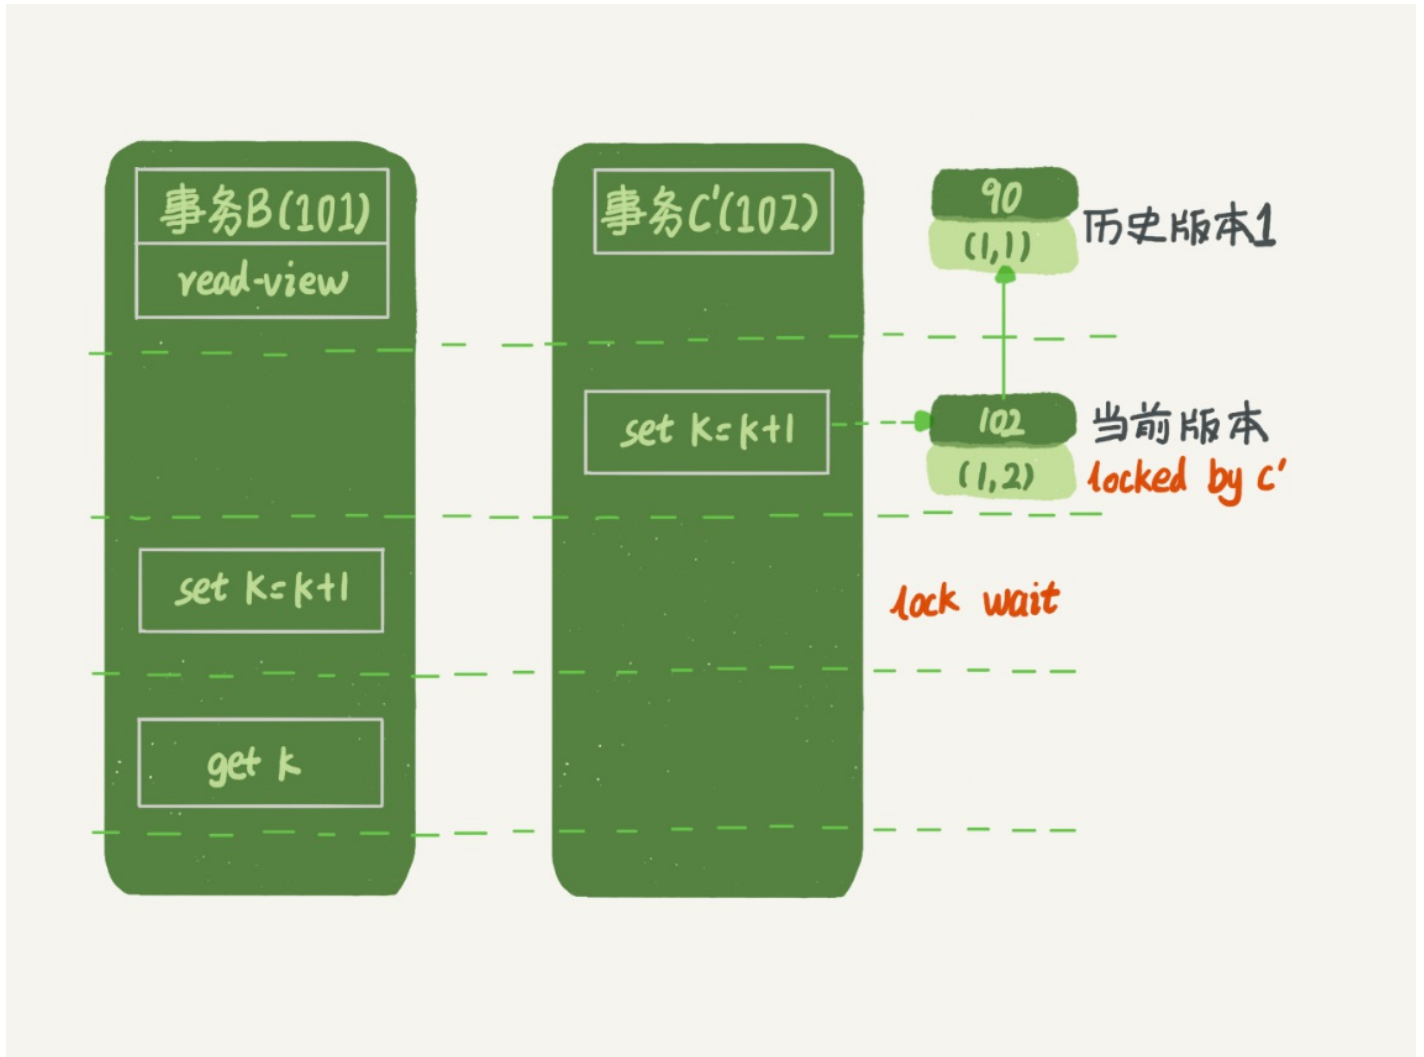 事务B(101)
read-view
事务C'(102)
90
(1,1)
历史版本1
set k=k+1
102
(1,2)
当前版本
locked by c'
set k=k+1
lock wait
get k